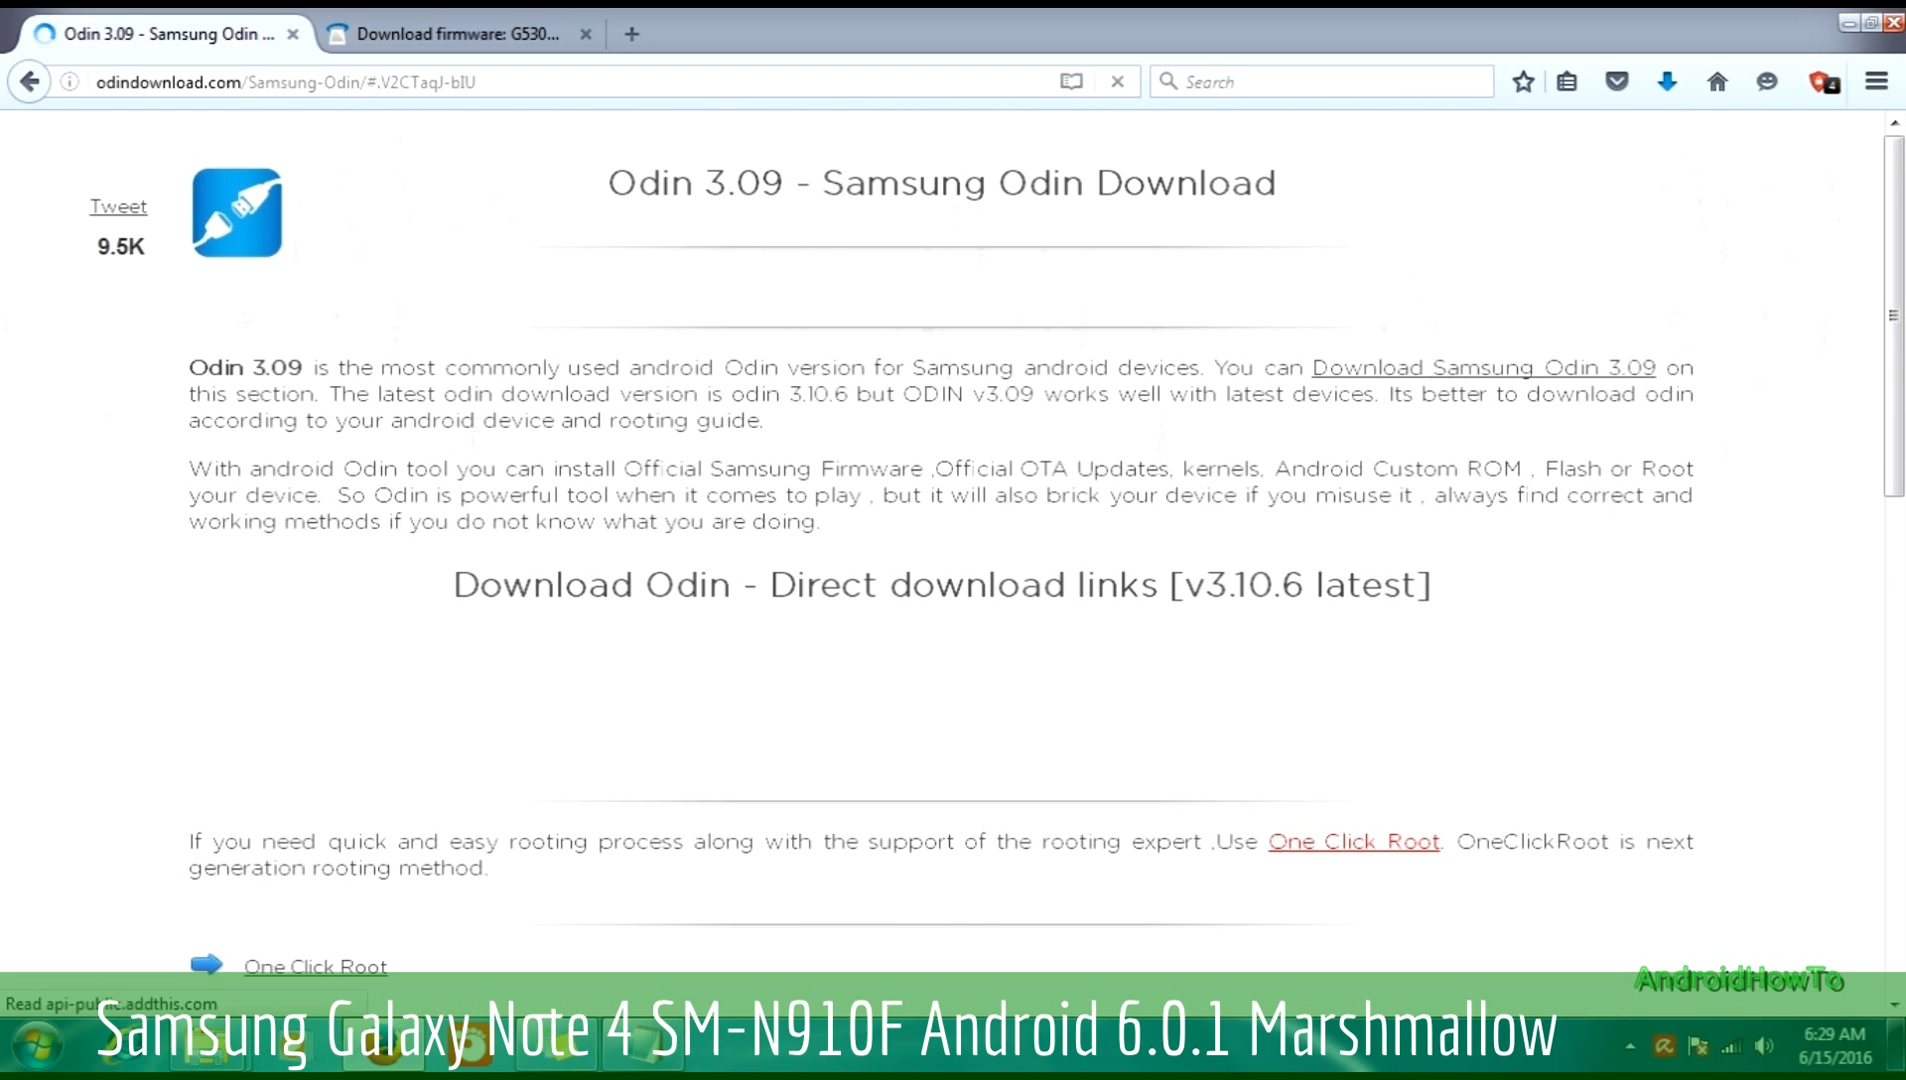 Odin 3.09 - Samsung Odin ...
Download firmware: G530...
odindownload.com/Samsung-Odin/#.V2CTaqJ-bIU
Search
4
Tweet
9.5K
Odin 3.09 - Samsung Odin Download
Odin 3.09 is the most commonly used android Odin version for Samsung android devices. You can Download Samsung Odin 3.09 on
this section. The latest odin download version is odin 3.10.6 but ODIN v3.09 works well with latest devices. Its better to download odin
according to your android device and rooting guide.
With android Odin tool you can install Official Samsung Firmware ,Official OTA Updates, kernels, Android Custom ROM , Flash or Root
your device. So Odin is powerful tool when it comes to play , but it will also brick your device if you misuse it , always find correct and
working methods if you do not know what you are doing.
Download Odin - Direct download links [v3.10.6 latest]
If you need quick and easy rooting process along with the support of the rooting expert ,Use One Click Root. OneClickRoot is next
generation rooting method.
One Click Root
AndroidHowTo
Read api-public.addthis.com
Samsung Galaxy Note 4 SM-N910F Android 6.0.1 Marshmallow
6:29 AM
6/15/2016